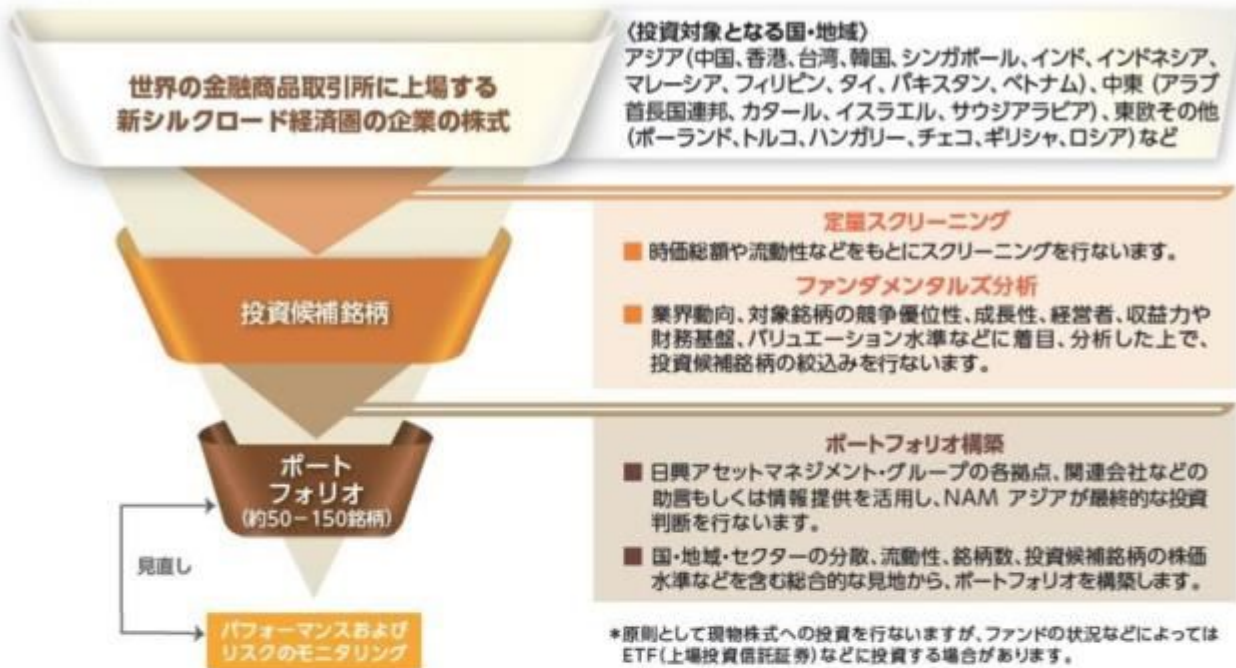 世界の金融商品取引所に上場する
新シルクロード経済圏の企業の株式
〈投資対象となる国・地域〉
アジア(中国、香港、台湾、韓国、シンガポール、インド、インドネシア、
マレーシア、フィリピン、タイ、パキスタン、ベトナム)、中東(アラブ
首長国連邦、カタール、イスラエル、サウジアラビア)、東欧その他
(ポーランド、トルコ、ハンガリー、チェコ、ギリシャ、ロシア)など
定量スクリーニング
■ 時価総額や流動性などをもとにスクリーニングを行ないます。
ファンダメンタルズ分析
■ 業界動向、対象銘柄の競争優位性、成長性、経営者、収益力や
財務基盤、バリュエーション水準などに着目、分析した上で、
投資候補銘柄の絞込みを行ないます。
投資候補銘柄
ポートフォリオ構築
■ 日興アセットマネジメント・グループの各拠点、関連会社などの
助言もしくは情報提供を活用し、NAM アジアが最終的な投資
判断を行ないます。
■ 国・地域・セクターの分散、流動性、銘柄数、投資候補銘柄の株価
水準などを含む総合的な見地から、ポートフォリオを構築します。
ポート
フォリオ
(約50-150銘柄)
見直し
パフォーマンスおよび
リスクのモニタリング
*原則として現物株式への投資を行ないますが、ファンドの状況などによっては
ETF(上場投資信託証券)などに投資する場合があります。